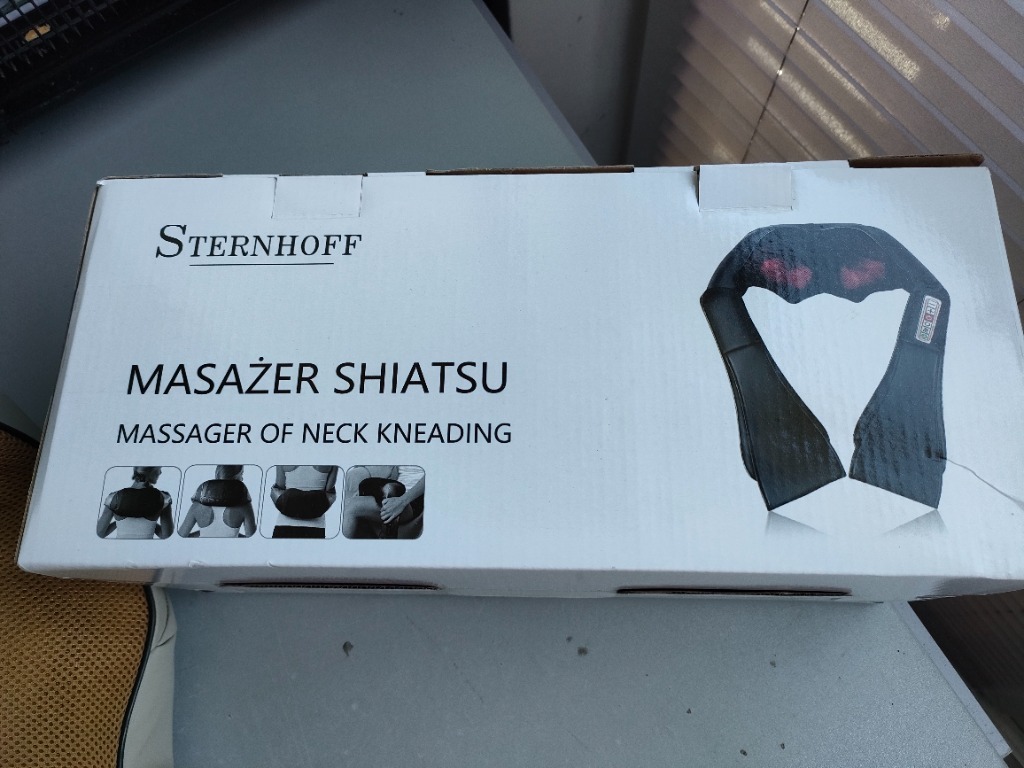 STERNHOFF
MASAŻER SHIATSU
MASSAGER OF NECK KNEADING